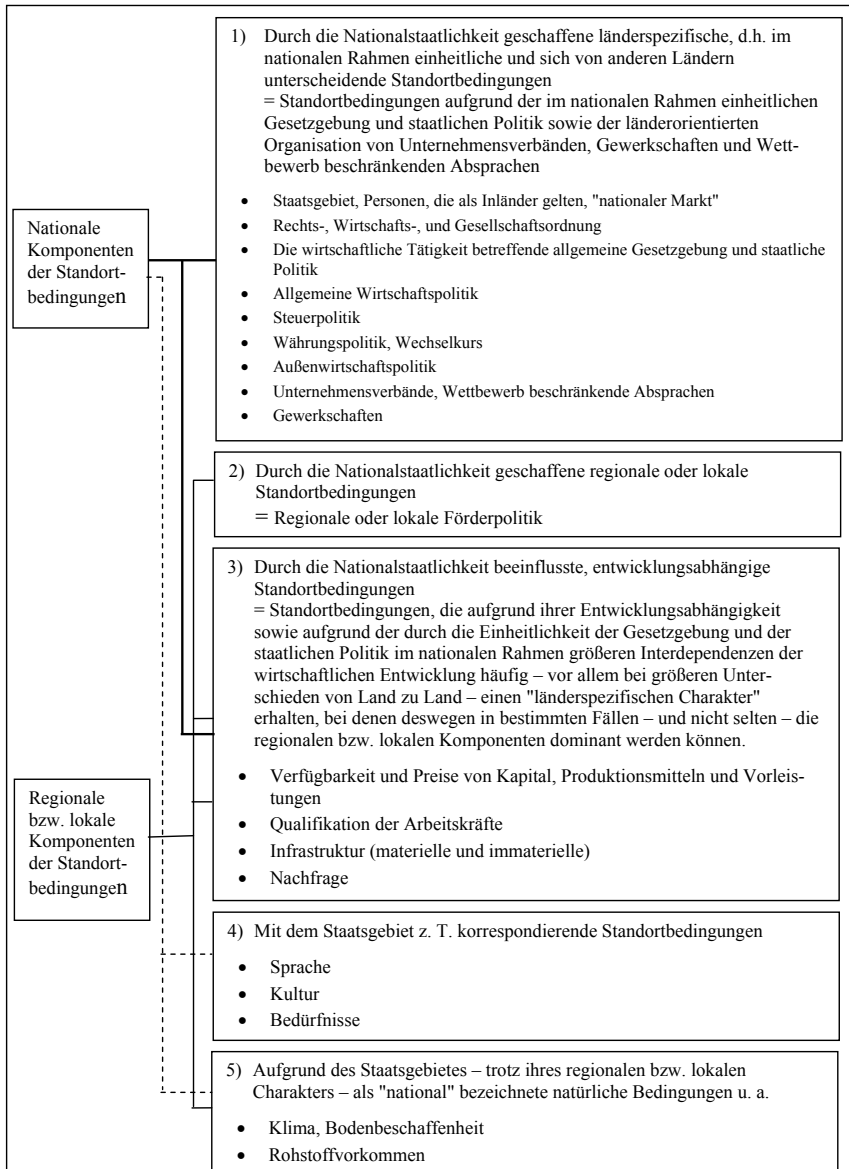 1) Durch die Nationalstaatlichkeit geschaffene länderspezifische, d.h. im
nationalen Rahmen einheitliche und sich von anderen Ländern
unterscheidende Standortbedingungen
= Standortbedingungen aufgrund der im nationalen Rahmen einheitlichen
Gesetzgebung und staatlichen Politik sowie der länderorientierten
Organisation von Unternehmensverbänden, Gewerkschaften und Wett-
bewerb beschränkenden Absprachen
• Staatsgebiet, Personen, die als Inländer gelten, "nationaler Markt"
• Rechts-, Wirtschafts-, und Gesellschaftsordnung
• Die wirtschaftliche Tätigkeit betreffende allgemeine Gesetzgebung und staatliche
Politik
• Allgemeine Wirtschaftspolitik
• Steuerpolitik
• Währungspolitik, Wechselkurs
• Außenwirtschaftspolitik
• Unternehmensverbände, Wettbewerb beschränkende Absprachen
• Gewerkschaften
Nationale
Komponenten
der Standort-
bedingungen
2) Durch die Nationalstaatlichkeit geschaffene regionale oder lokale
Standortbedingungen
= Regionale oder lokale Förderpolitik
3) Durch die Nationalstaatlichkeit beeinflusste, entwicklungsabhängige
Standortbedingungen
= Standortbedingungen, die aufgrund ihrer Entwicklungsabhängigkeit
sowie aufgrund der durch die Einheitlichkeit der Gesetzgebung und der
staatlichen Politik im nationalen Rahmen größeren Interdependenzen der
wirtschaftlichen Entwicklung häufig – vor allem bei größeren Unter-
schieden von Land zu Land – einen "länderspezifischen Charakter"
erhalten, bei denen deswegen in bestimmten Fällen – und nicht selten – die
regionalen bzw. lokalen Komponenten dominant werden können.
• Verfügbarkeit und Preise von Kapital, Produktionsmitteln und Vorleis-
tungen
• Qualifikation der Arbeitskräfte
• Infrastruktur (materielle und immaterielle)
• Nachfrage
Regionale
bzw. lokale
Komponenten
der Standort-
bedingungen
4) Mit dem Staatsgebiet z. T. korrespondierende Standortbedingungen
• Sprache
• Kultur
• Bedürfnisse
5) Aufgrund des Staatsgebietes – trotz ihres regionalen bzw. lokalen
Charakters – als "national" bezeichnete natürliche Bedingungen u. a.
• Klima, Bodenbeschaffenheit
• Rohstoffvorkommen